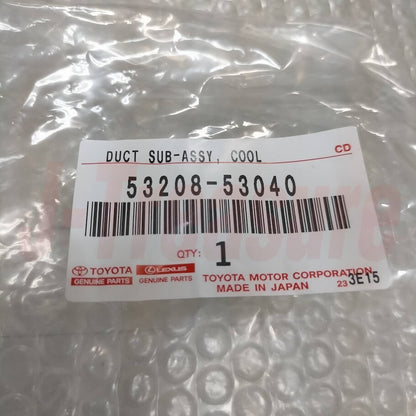 DUCT SUB-ASSY, COOL CD
53208-53040
QTY: 1
TOYOTA LEXUS TOYOTA MOTOR CORPORATION
GENUINE PARTS GENUINE PARTS MADE IN JAPAN 23 3E15